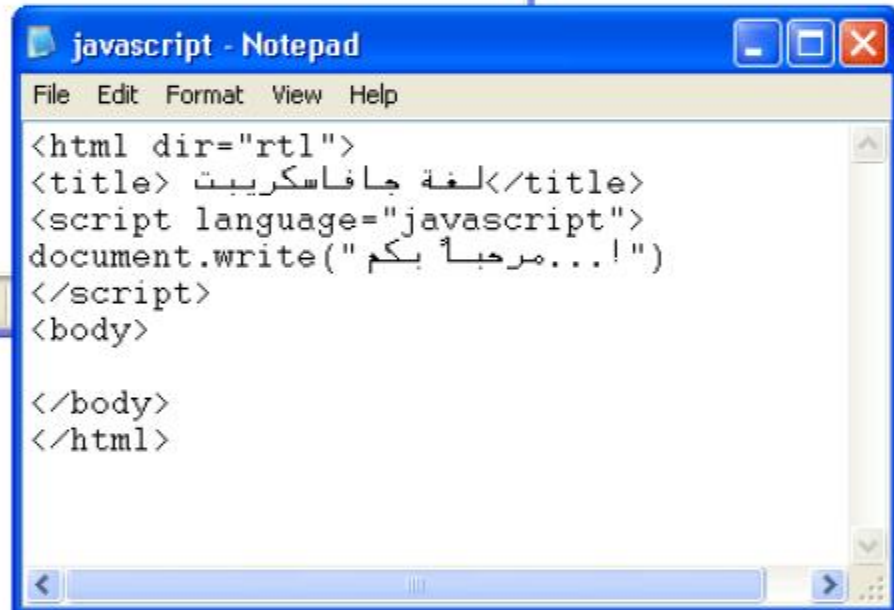 javascript - Notepad
File Edit Format View Help
<html dir="rtl">
<title> لغة جافاسكريبت</title>
<script language="javascript">
document.write("مرحباً بكم...!")
</script>
<body>
</body>
</html>